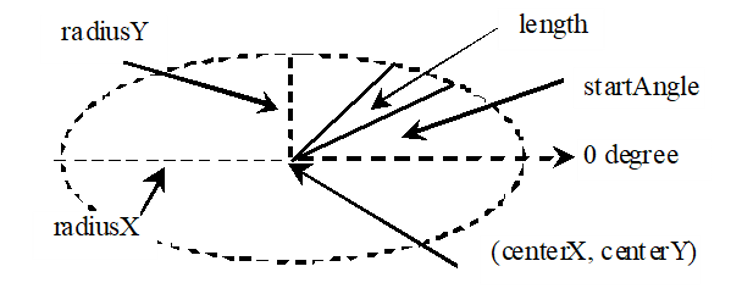 radiusY
length
startAngle
0 degree
radiusX
(centerX, centerY)